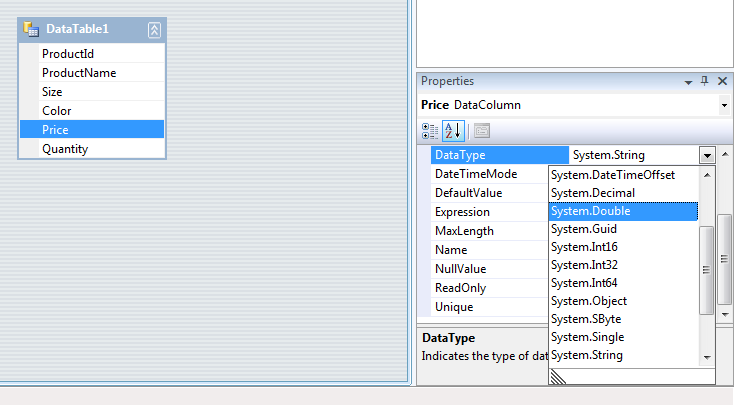 DataTable1
ProductId
ProductName
Size
Color
Price
Quantity
Properties
Price DataColumn
DataType System.String
DateTimeMode
DefaultValue
Expression
MaxLength
Name
NullValue
ReadOnly
Unique
System.DateTimeOffset
System.Decimal
System.Double
System.Guid
System.Int16
System.Int32
System.Int64
System.Object
System.SByte
System.Single
System.String
DataType
Indicates the type of dat